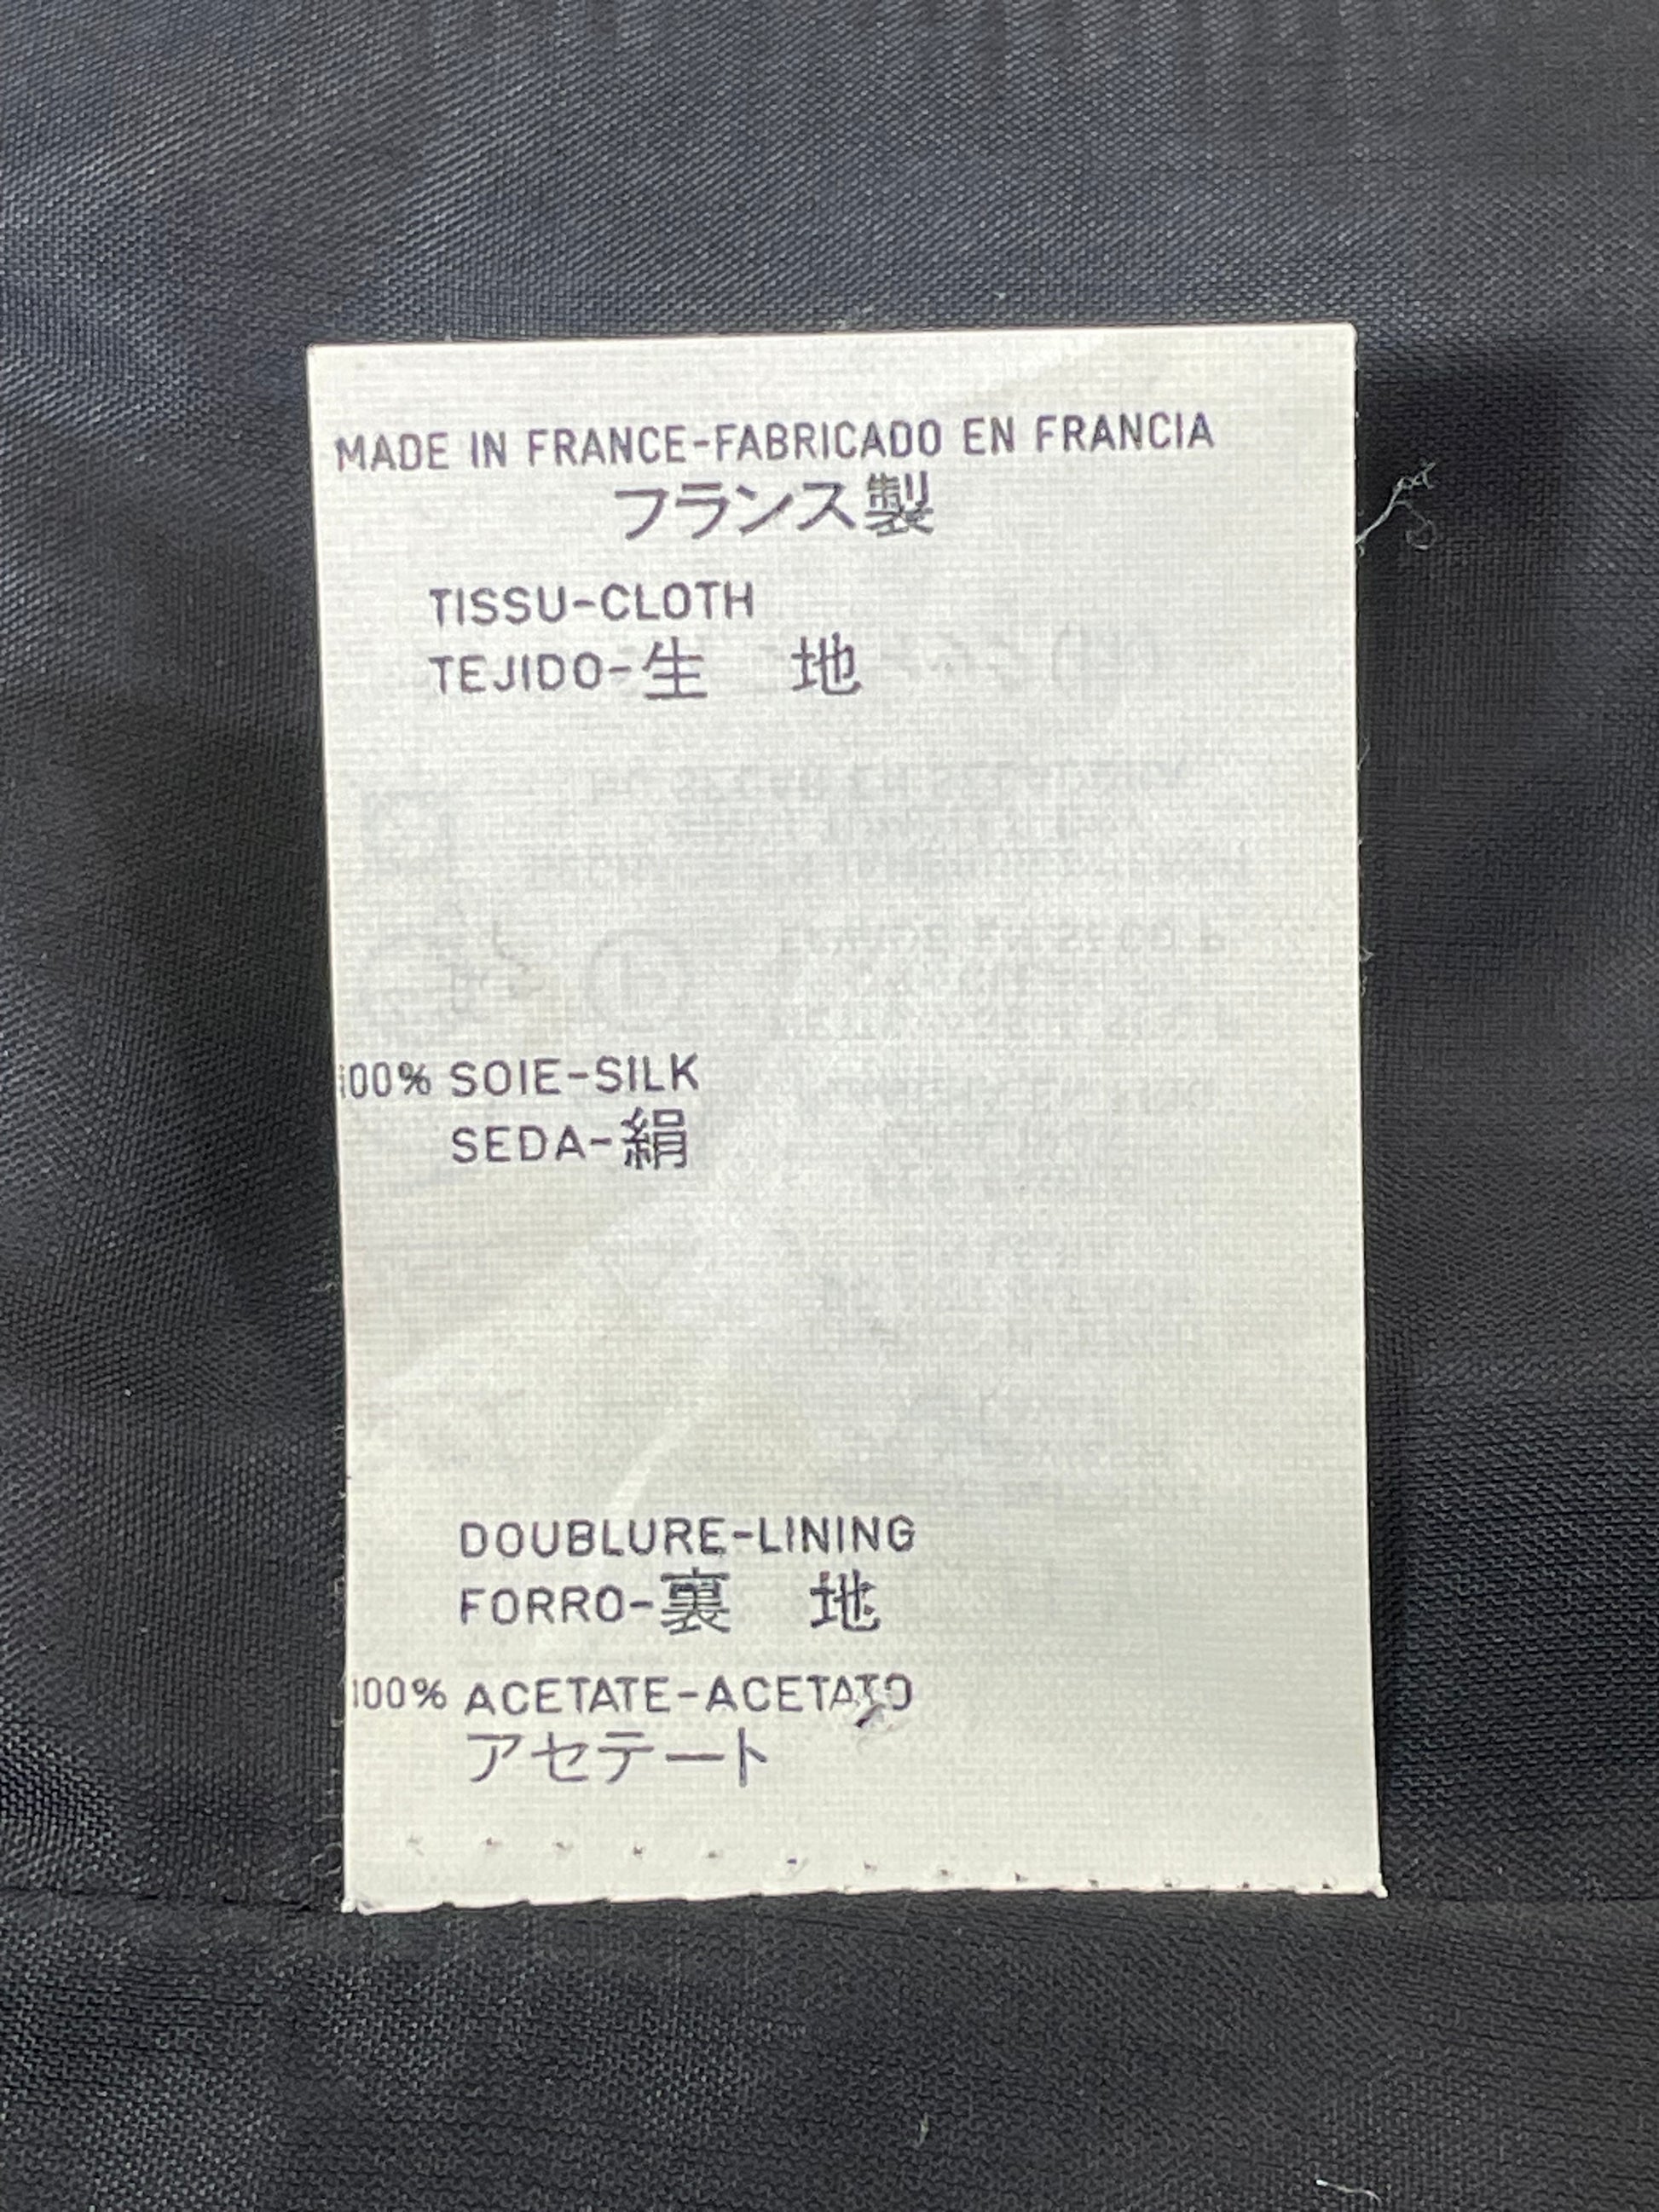 MADE IN FRANCE-FABRICADO EN FRANCIA
フランス製
TISSU-CLOTH
TEJIDO-生 地
100% SOIE-SILK
SEDA-絹
DOUBLURE-LINING
FORRO-裏 地
100% ACETATE-ACETATO
アセテート